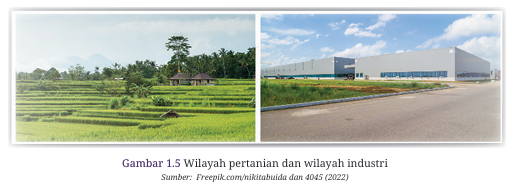 Gambar 1.5 Wilayah pertanian dan wilayah industri
Sumber: Freepik.com/nikitabuida dan 4045 (2022)